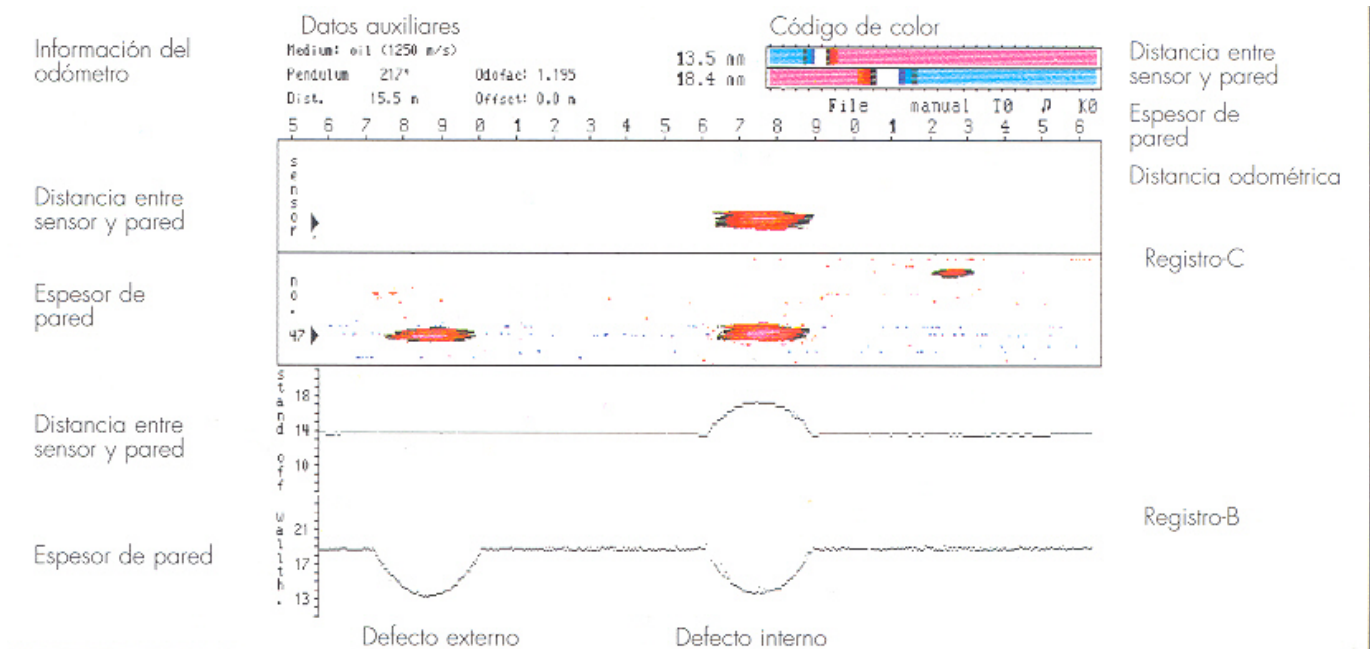 Información del
odómetro
Datos auxiliares
Medium: oil (1250 m/s)
Pendulum 217°
Odofac: 1.195
Dist. 15.5 m
Offset: 0.0 m
Código de color
13.5 mm
18.4 mm
File manual T0 K0
5 6 7 8 9 0 1 2 3 4 5 6 7 8 9 0 1 2 3 4 5 6
Distancia entre
sensor y pared
Espesor de
pared
Distancia odométrica
Distancia entre
sensor y pared
sensor
Registro-C
Espesor de
pared
no.
47
Distancia entre
sensor y pared
stand off
18
14
10
Registro-B
Espesor de pared
wallth.
21
17
13
Defecto externo
Defecto interno